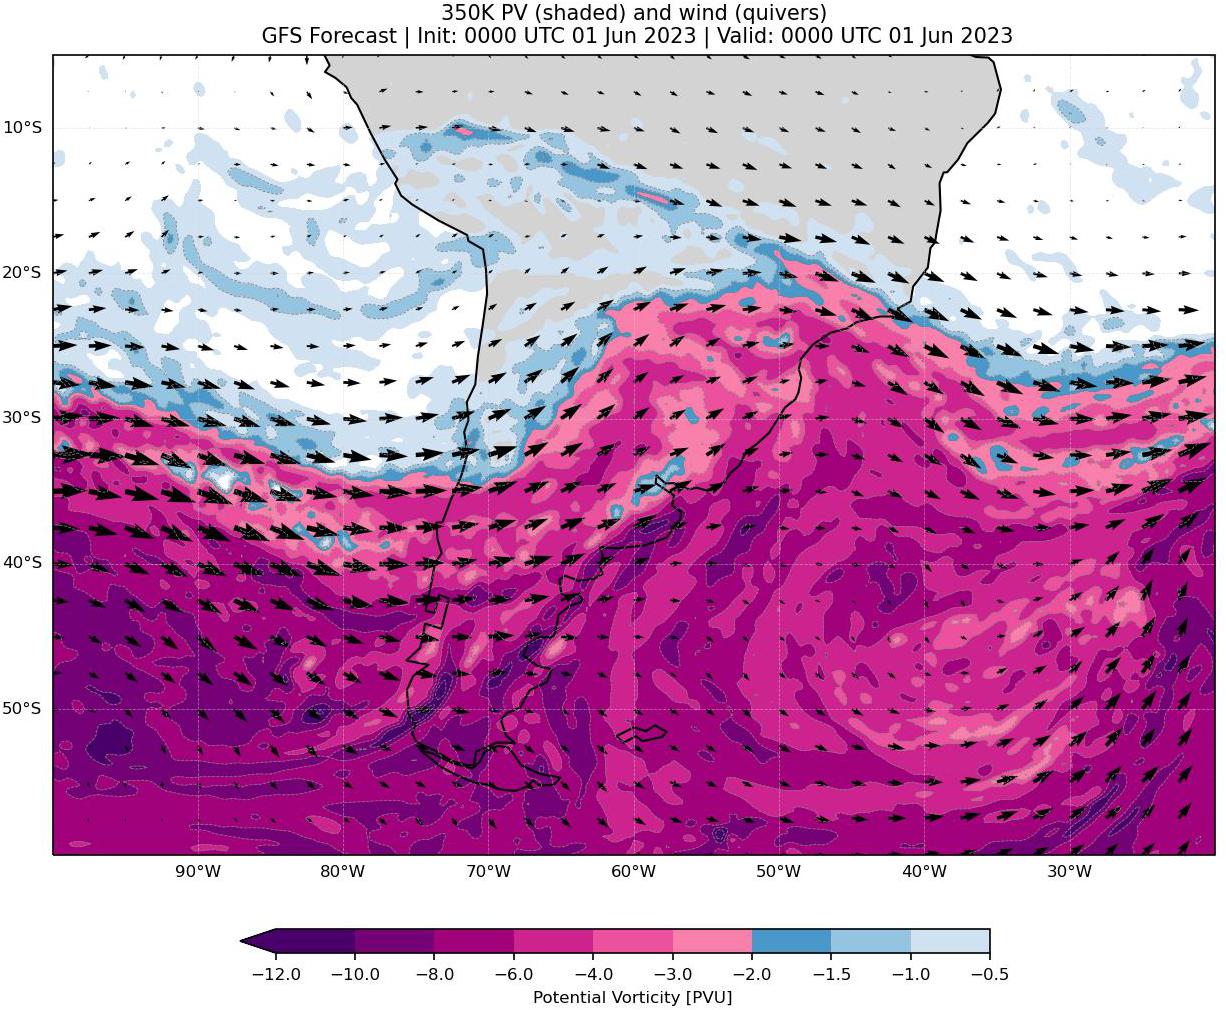 350K PV (shaded) and wind (quivers)
GFS Forecast | Init: 0000 UTC 01 Jun 2023 | Valid: 0000 UTC 01 Jun 2023
10°S
20°S
30°S
40°S
50°S
90°W 80°W 70°W 60°W 50°W 40°W 30°W
−12.0 −10.0 −8.0 −6.0 −4.0 −3.0 −2.0 −1.5 −1.0 −0.5
Potential Vorticity [PVU]